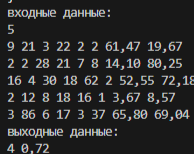 входные данные:
5
9 21 3 22 2 2 61,47 19,67
2 2 28 21 7 8 14,10 80,25
16 4 30 18 62 2 52,55 72,18
2 12 8 18 16 1 3,67 8,57
3 86 6 17 3 37 65,80 69,04
выходные данные:
4 0,72